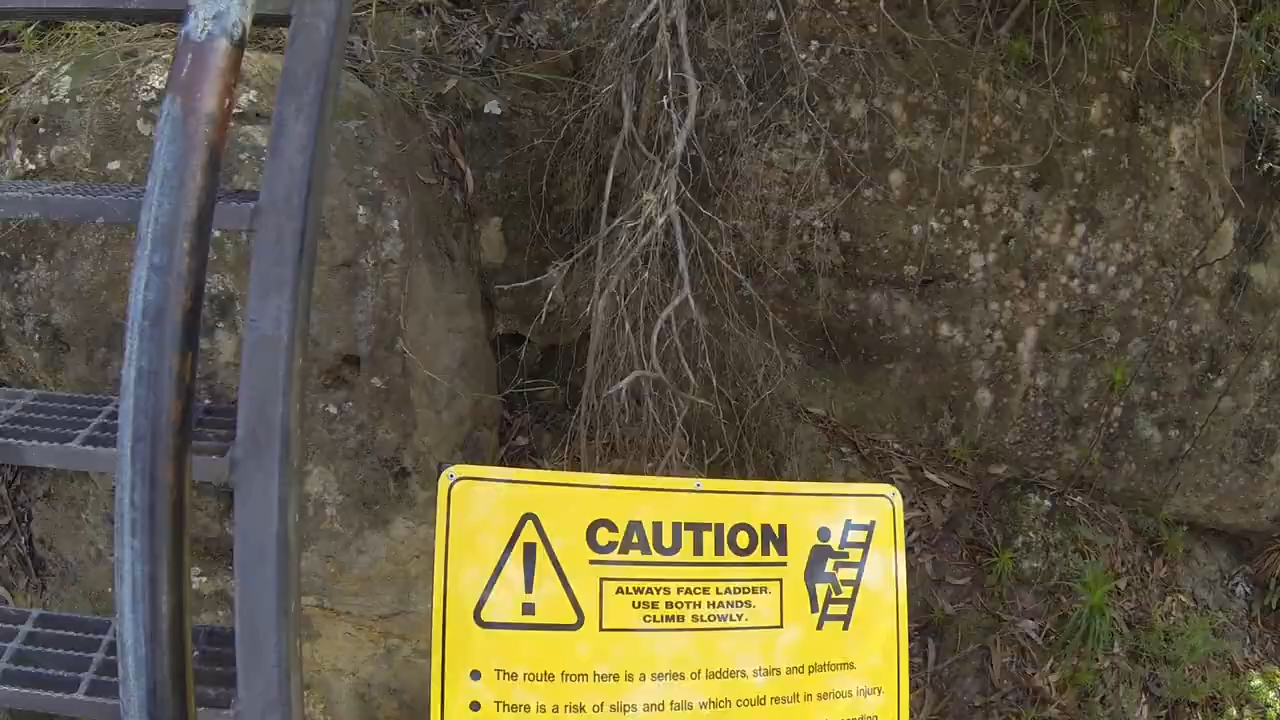 CAUTION
ALWAYS FACE LADDER.
USE BOTH HANDS.
CLIMB SLOWLY.
The route from here is a series of ladders, stairs and platforms.
There is a risk of slips and falls which could result in serious injury.